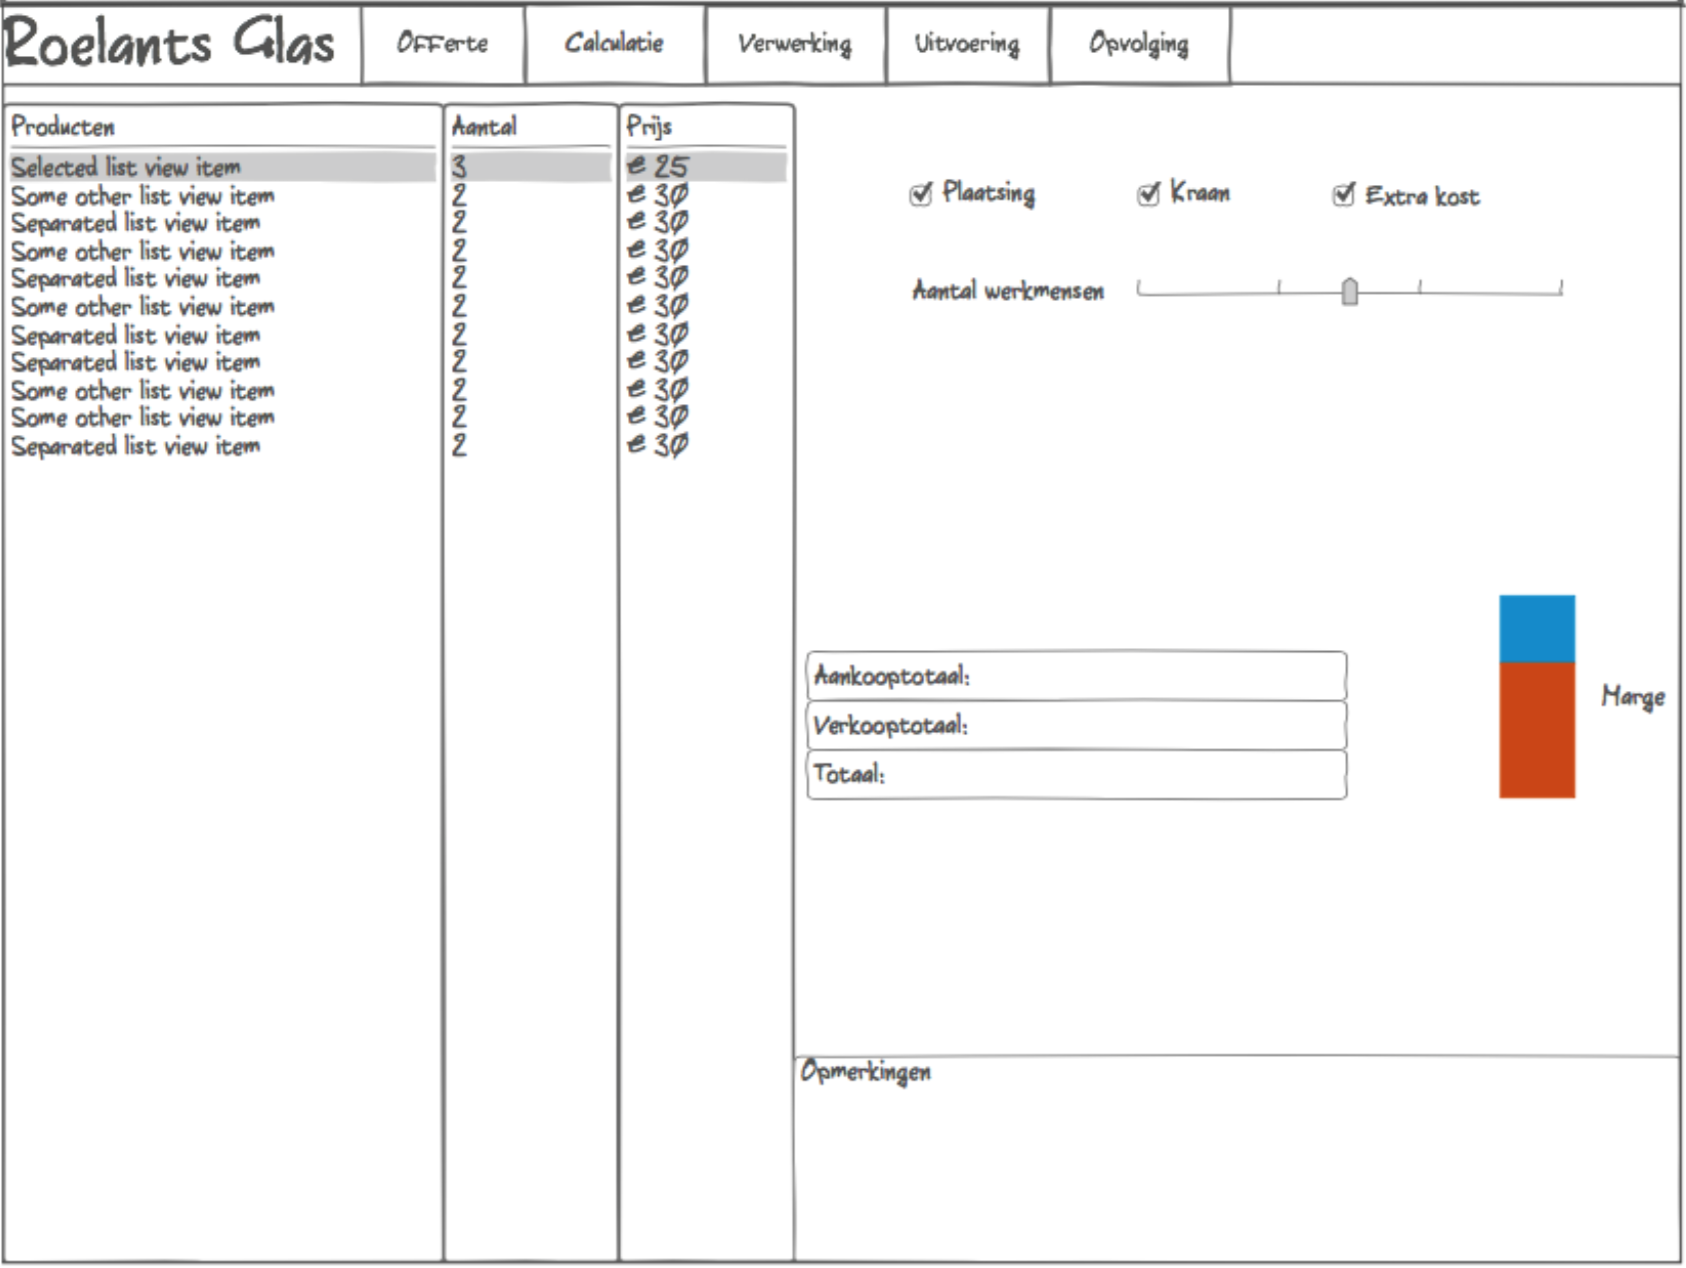 Roelants Glas
Offerte
Calculatie
Verwerking
Uitvoering
Opvolging
Producten Aantal Prijs
Selected list view item 3 € 25
Some other list view item 2 € 30
Separated list view item 2 € 30
Some other list view item 2 € 30
Separated list view item 2 € 30
Some other list view item 2 € 30
Separated list view item 2 € 30
Separated list view item 2 € 30
Some other list view item 2 € 30
Some other list view item 2 € 30
Separated list view item 2 € 30
Plaatsing
Kraan
Extra kost
Aantal werkmensen
Aankooptotaal:
Verkooptotaal:
Totaal:
Marge
Opmerkingen